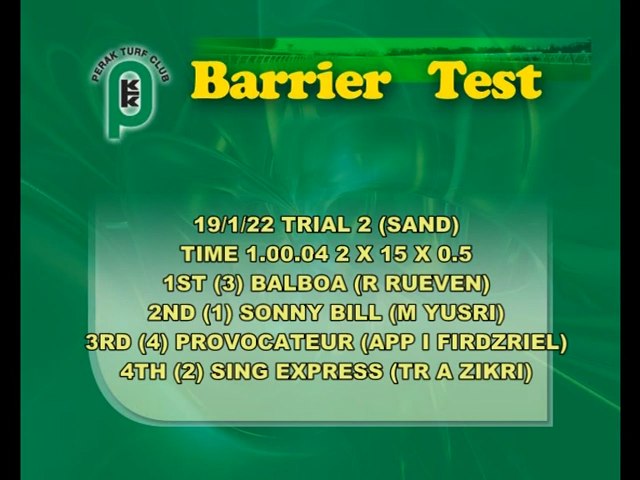 PERAK TURF CLUB
Barrier Test
19/1/22 TRIAL 2 (SAND)
TIME 1.00.04 2 X 15 X 0.5
1ST (3) BALBOA (R RUEVEN)
2ND (1) SONNY BILL (M YUSRI)
3RD (4) PROVOCATEUR (APP I FIRDZRIEL)
4TH (2) SING EXPRESS (TR A ZIKRI)